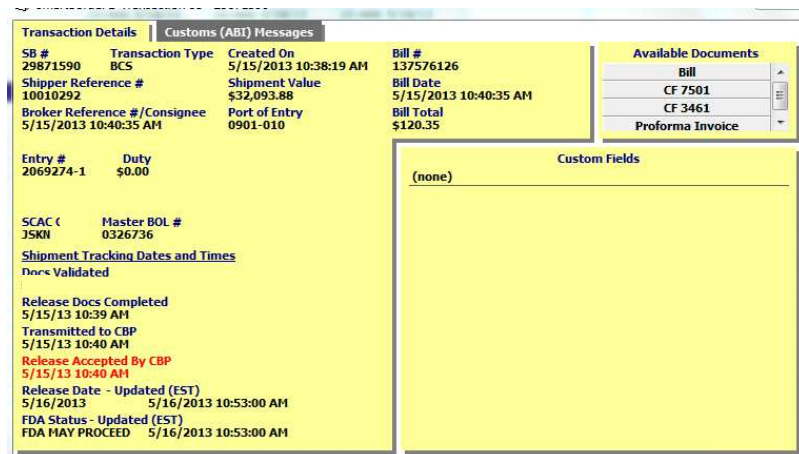 Transaction Details Customs (ABI) Messages
SB # Transaction Type Created On Bill #
29871590 BCS 5/15/2013 10:38:19 AM 137576126
Shipper Reference # Shipment Value Bill Date
10010292 $32,093.88 5/15/2013 10:40:35 AM
Broker Reference #/Consignee Port of Entry Bill Total
5/15/2013 10:40:35 AM 0901-010 $120.35
Available Documents
Bill
CF 7501
CF 3461
Proforma Invoice
Entry # Duty
2069274-1 $0.00
Custom Fields
(none)
SCAC Master BOL #
JSKN 0326736
Shipment Tracking Dates and Times
Docs Validated
Release Docs Completed
5/15/13 10:39 AM
Transmitted to CBP
5/15/13 10:40 AM
Release Accepted By CBP
5/15/13 10:40 AM
Release Date - Updated (EST)
5/16/2013 5/16/2013 10:53:00 AM
FDA Status - Updated (EST)
FDA MAY PROCEED 5/16/2013 10:53:00 AM